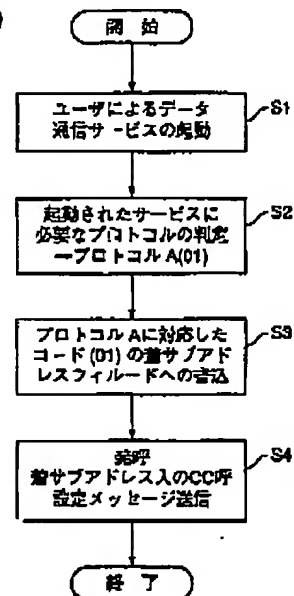 開 始
ユーザによるデータ
通信サービスの起動
S1
起動されたサービスに
必要なプロトコルの判定
→プロトコル A(01)
S2
プロトコルAに対応した
コード(01)の着サブアド
レスフィルードへの書込
S3
発呼
着サブアドレス入のCC呼
設定メッセージ送信
S4
終 了